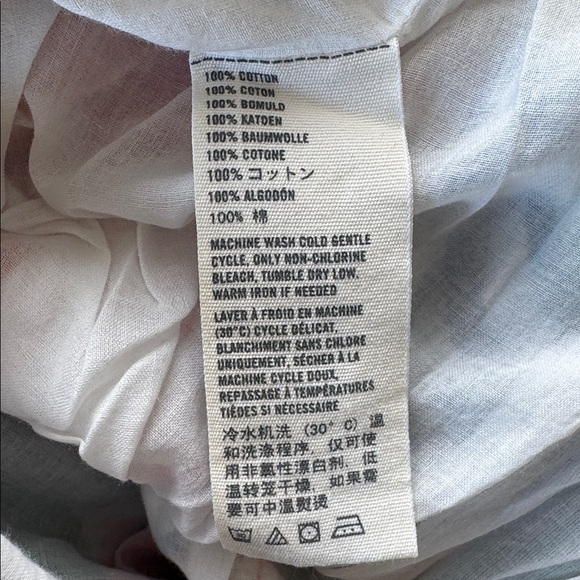 100% COTTON
100% COTON
100% BOMULD
100% KATOEN
100% BAUMWOLLE
100% COTONE
100% コットン
100% ALGODÓN
100% 棉
MACHINE WASH COLD GENTLE
CYCLE, ONLY NON-CHLORINE
BLEACH, TUMBLE DRY LOW.
WARM IRON IF NEEDED
LAVER À FROID EN MACHINE
(30°C) CYCLE DÉLICAT,
BLANCHIMENT SANS CHLORE
UNIQUEMENT, SÉCHER À LA
MACHINE CYCLE DOUX,
REPASSAGE À TEMPÉRATURES
TIÈDES SI NÉCESSAIRE
冷水机洗 (30°C) 温
和洗涤程序, 仅可使
用非氯性漂白剂, 低
温转笼干燥, 如果需
要可中温熨烫